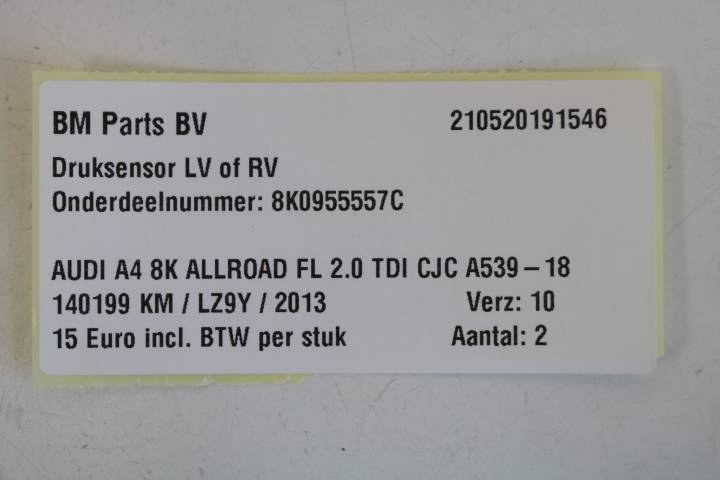 BM Parts BV 210520191546
Druksensor LV of RV
Onderdeelnummer: 8K0955557C
AUDI A4 8K ALLROAD FL 2.0 TDI CJC A539-18
140199 KM / LZ9Y / 2013 Verz: 10
15 Euro incl. BTW per stuk Aantal: 2